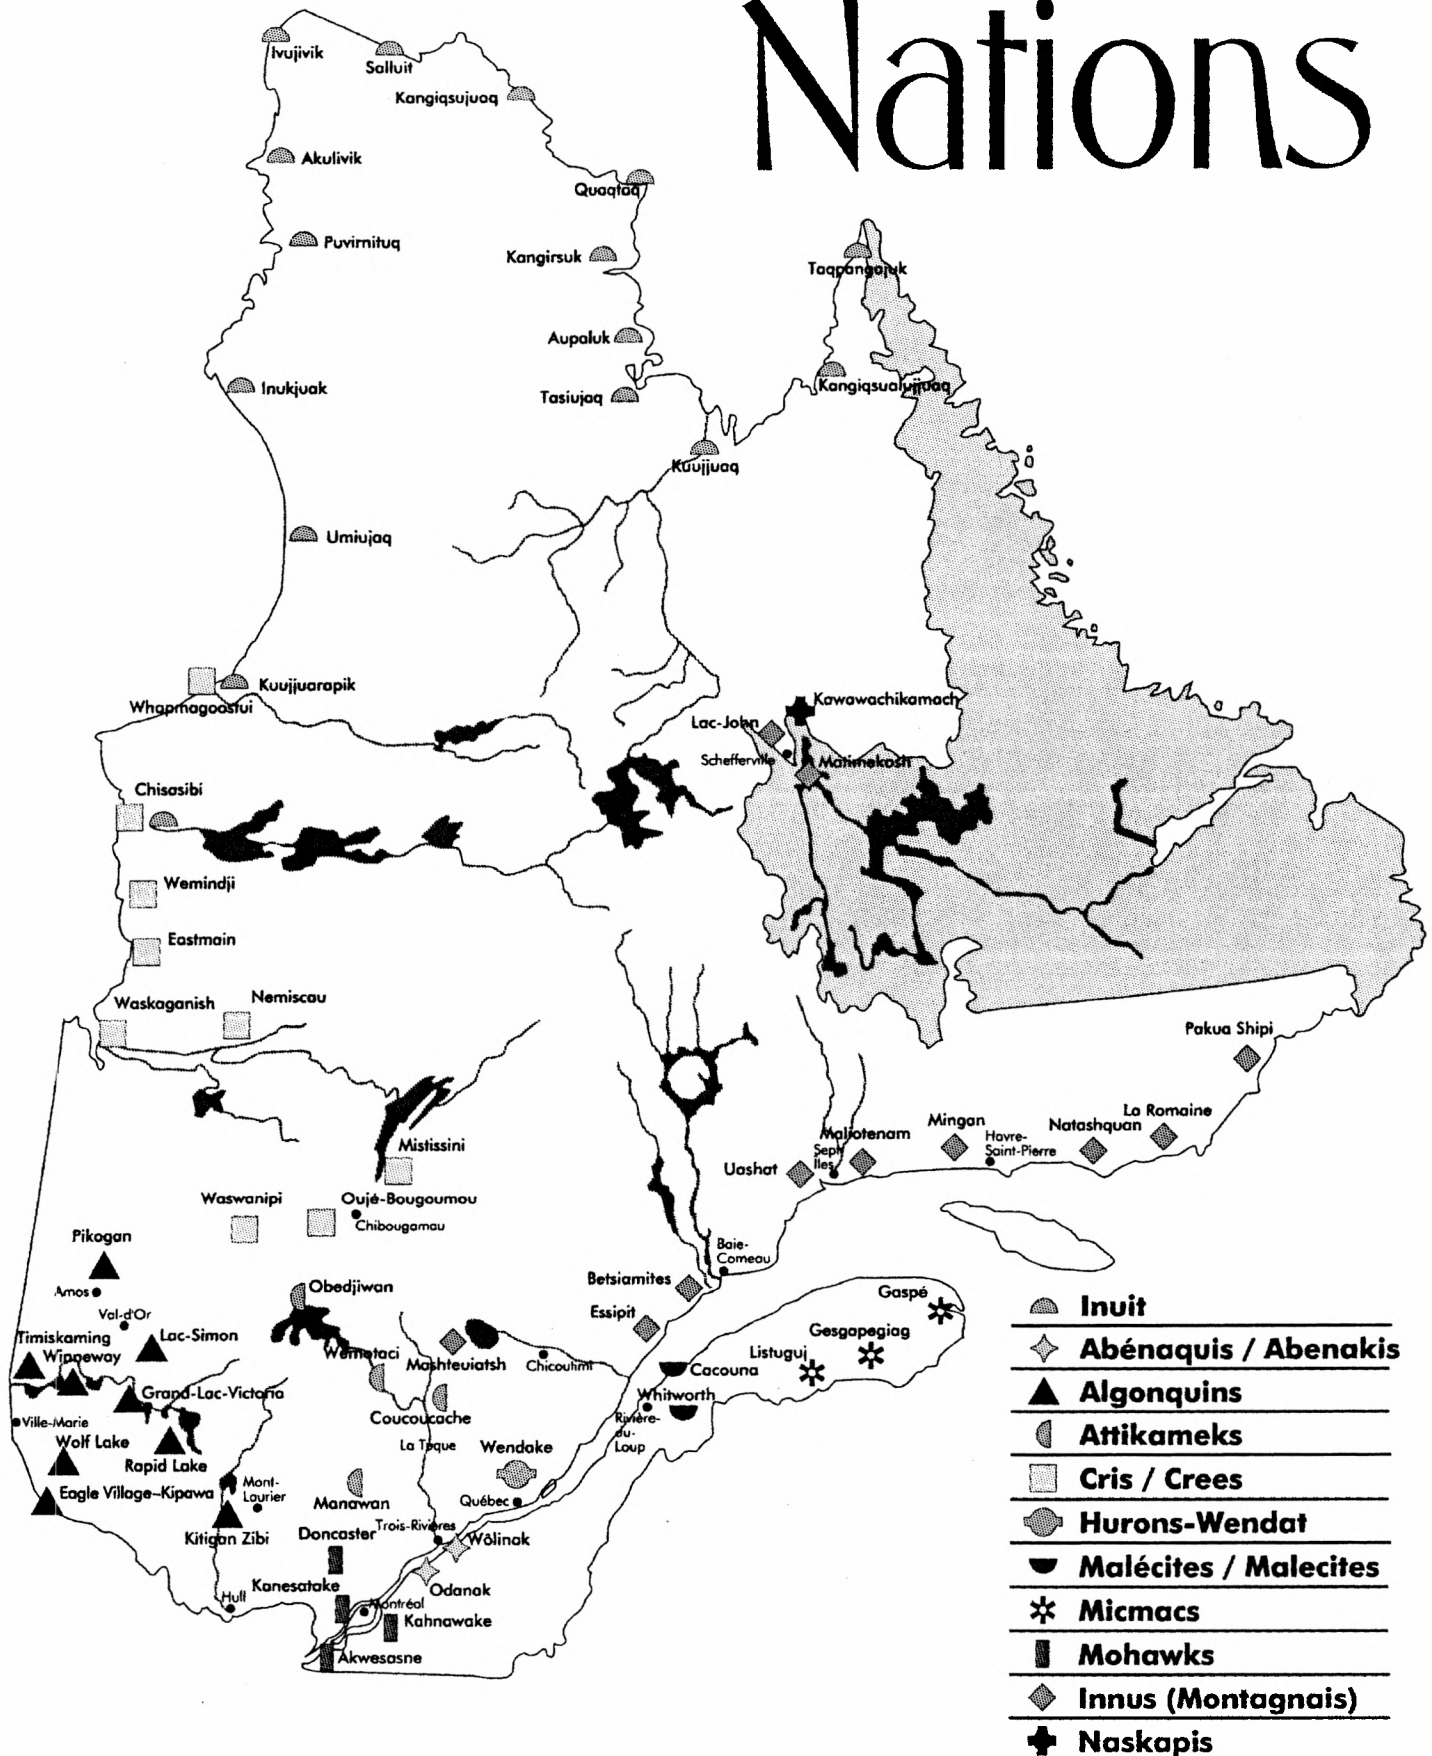 Nations
Ivujivik
Salluit
Kangiqsujuaq
Akulivik
Quaqtaq
Puvirnituq
Kangirsuk
Taqpangajuk
Aupaluk
Inukjuak
Tasiujaq
Kangiqsualujjuaq
Kuujjuaq
Umiujaq
Kuujjuarapik
Whapmagoostui
Kawawachikamach
Lac-John
Schefferville
Matimekosh
Chisasibi
Wemindji
Eastmain
Waskaganish
Nemiscau
Pakua Shipi
La Romaine
Natashquan
Mingan
Havre-
Saint-Pierre
Maliotenam
Sept
Iles
Uashat
Mistissini
Waswanipi
Oujé-Bougoumou
Chibougamau
Pikogan
Amos
Val-d'Or
Obedjiwan
Baie-
Comeau
Betsiamites
Essipit
Gaspé
Gesgapegiag
Listuguj
Timiskaming
Winneway
Lac-Simon
Wemotaci
Mashteuiatsh
Chicoutimi
Cacouna
Whitworth
Rivière-
du-
Loup
Grand-Lac-Victoria
Ville-Marie
Coucoucache
La Tuque
Wendake
Wolf Lake
Rapid Lake
Eagle Village–Kipawa
Mont-
Laurier
Manawan
Québec
Kitigan Zibi
Doncaster
Trois-Rivières
Wôlinak
Odanak
Kanesatake
Hull
Montréal
Kahnawake
Akwesasne
Inuit
Abénaquis / Abenakis
Algonquins
Attikameks
Cris / Crees
Hurons-Wendat
Malécites / Malecites
Micmacs
Mohawks
Innus (Montagnais)
Naskapis